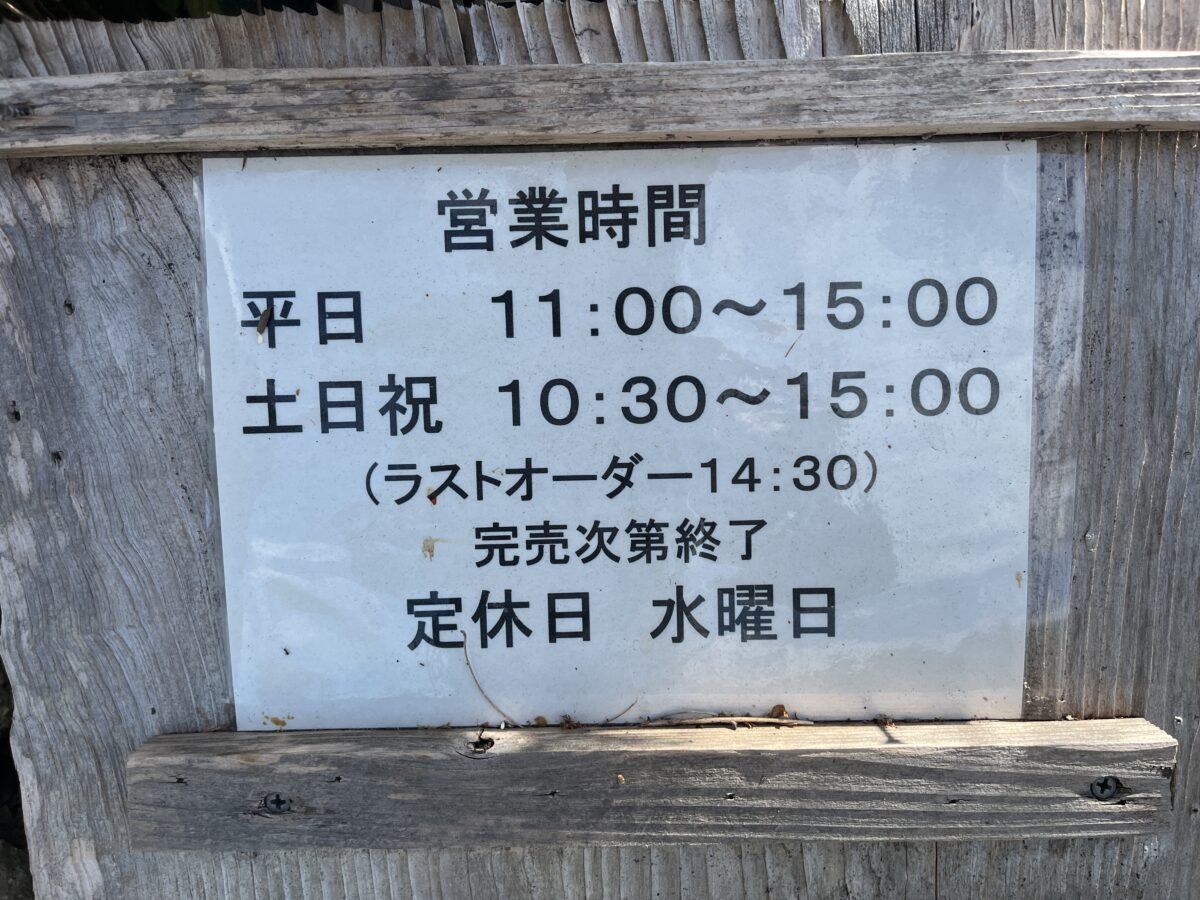 営業時間
平日 11:00～15:00
土日祝 10:30～15:00
(ラストオーダー14:30)
完売次第終了
定休日 水曜日